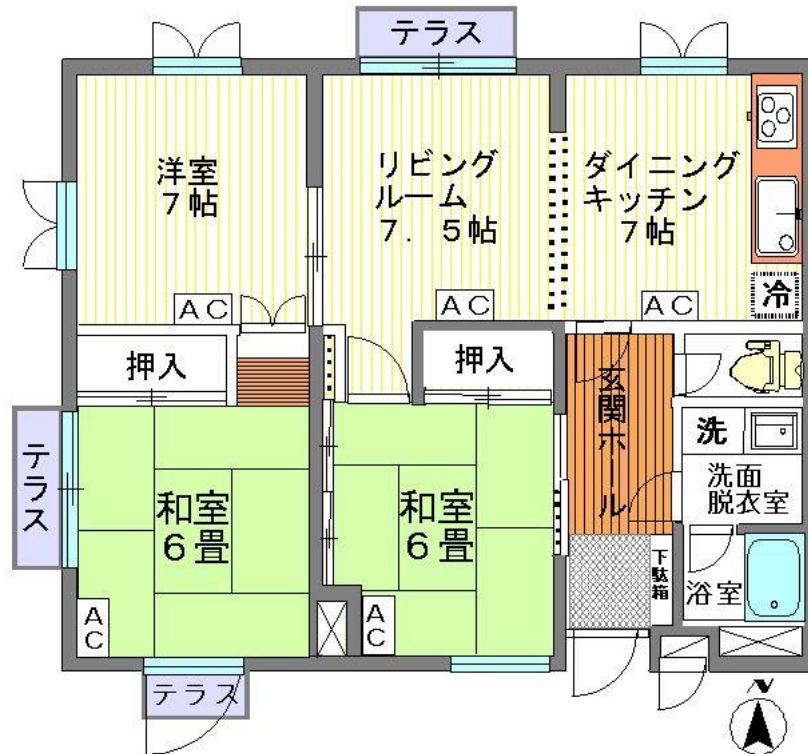 テラス
洋室
7帖
リビング
ルーム
7．5帖
ダイニング
キッチン
7帖
AC
AC
AC
冷
押入
押入
玄関ホール
洗
洗面
脱衣室
テラス
和室
6畳
和室
6畳
下駄箱
浴室
AC
AC
テラス
N